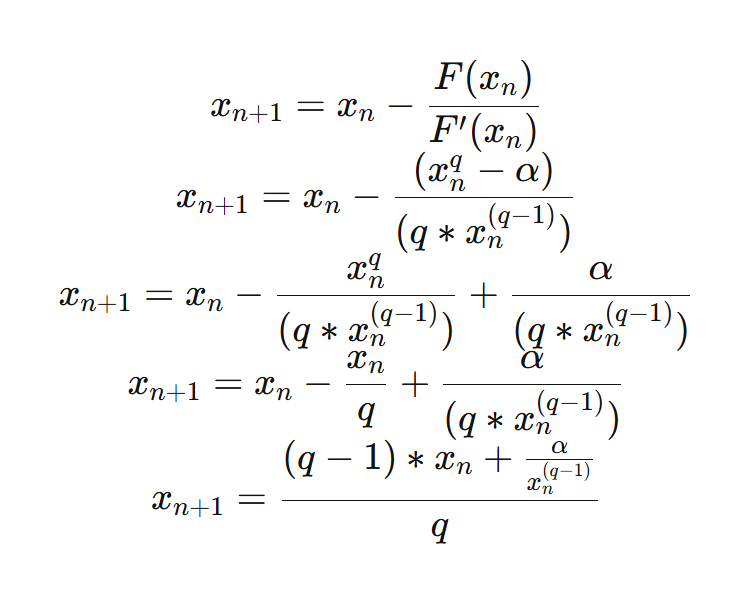 $x_{n+1} = x_n - \frac{F(x_n)}{F'(x_n)}$
$x_{n+1} = x_n - \frac{(x_n^q - \alpha)}{(q * x_n^{(q-1)})}$
$x_{n+1} = x_n - \frac{x_n^q}{(q * x_n^{(q-1)})} + \frac{\alpha}{(q * x_n^{(q-1)})}$
$x_{n+1} = x_n - \frac{x_n}{q} + \frac{\alpha}{(q * x_n^{(q-1)})}$
$x_{n+1} = \frac{(q-1) * x_n + \frac{\alpha}{x_n^{(q-1)}}}{q}$